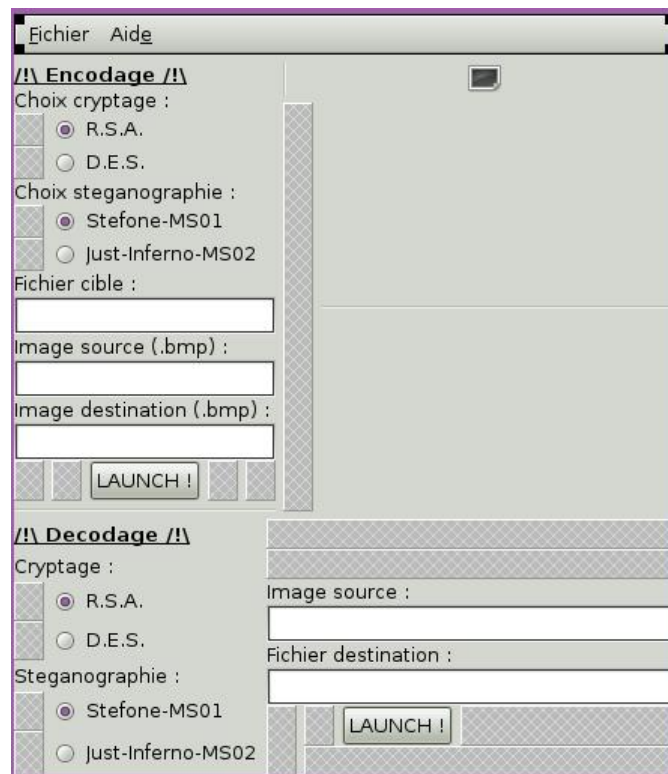 Fichier Aide
/!\ Encodage /!\
Choix cryptage :
R.S.A.
D.E.S.
Choix steganographie :
Stefone-MS01
Just-Inferno-MS02
Fichier cible :
Image source (.bmp) :
Image destination (.bmp) :
LAUNCH !
/!\ Decodage /!\
Cryptage :
R.S.A.
D.E.S.
Steganographie :
Stefone-MS01
Just-Inferno-MS02
Image source :
Fichier destination :
LAUNCH !